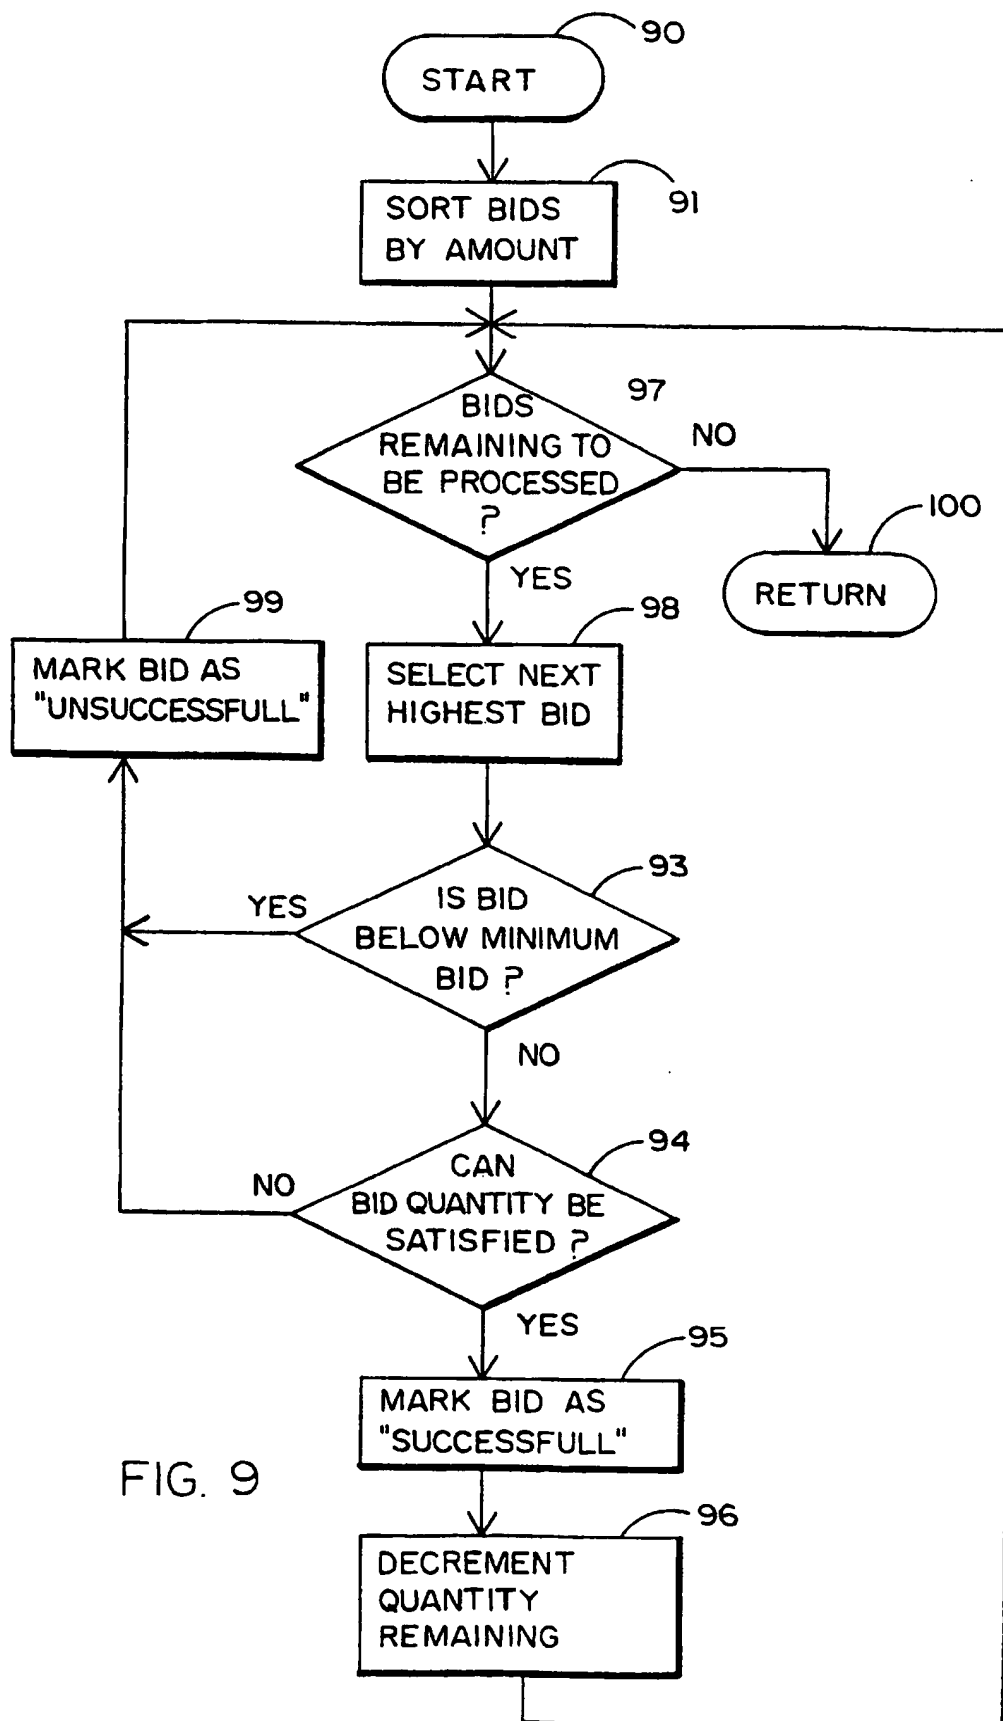 90
START
91
SORT BIDS
BY AMOUNT
97
BIDS
REMAINING TO
BE PROCESSED
?
NO
100
RETURN
YES
99
MARK BID AS
"UNSUCCESSFULL"
98
SELECT NEXT
HIGHEST BID
93
IS BID
BELOW MINIMUM
BID ?
YES
NO
94
CAN
BID QUANTITY BE
SATISFIED ?
NO
YES
95
MARK BID AS
"SUCCESSFULL"
96
DECREMENT
QUANTITY
REMAINING
FIG. 9